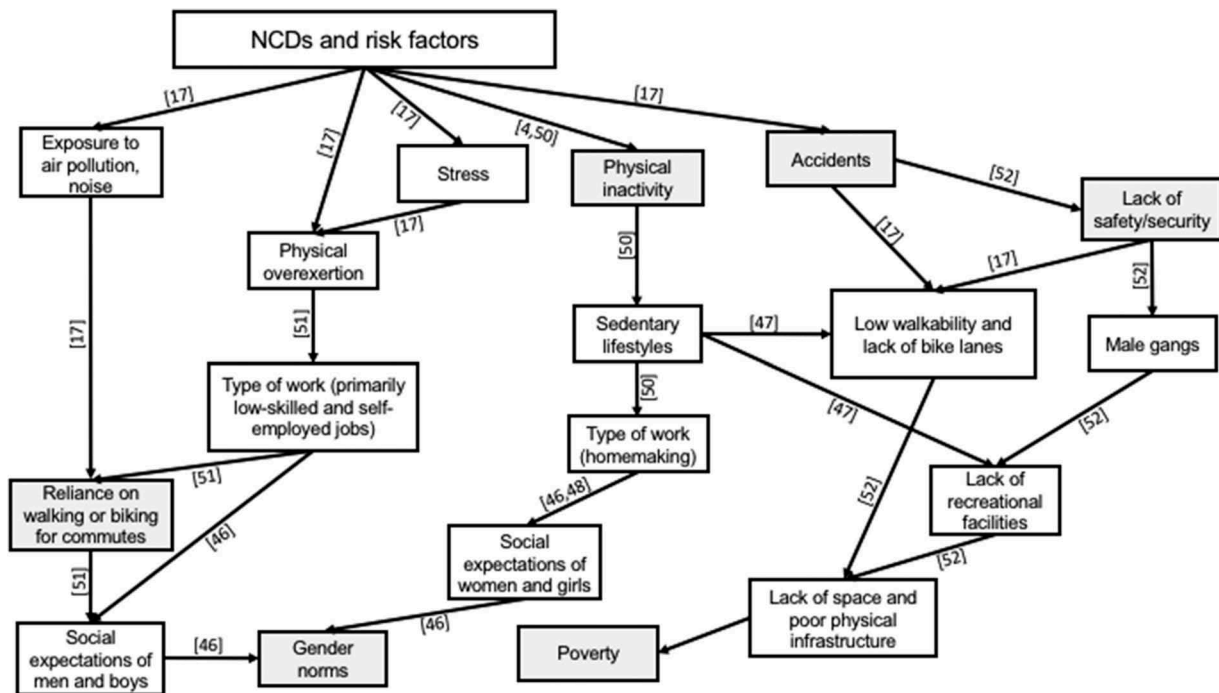 NCDs and risk factors
[17]
[17]
[17]
[4,50]
[17]
Exposure to
air pollution,
noise
Stress
Physical
inactivity
Accidents
[52]
Lack of
safety/security
[17]
Physical
overexertion
[50]
[17]
[17]
[52]
[17]
[51]
Sedentary
lifestyles
[47]
Low walkability and
lack of bike lanes
Male gangs
Type of work (primarily
low-skilled and self-
employed jobs)
[50]
[47]
[52]
Type of work
(homemaking)
[51]
Reliance on
walking or biking
for commutes
[46]
[46,48]
[52]
Lack of
recreational
facilities
[51]
Social
expectations of
women and girls
[52]
Lack of space and
poor physical
infrastructure
Social
expectations of
men and boys
[46]
[46]
Gender
norms
Poverty